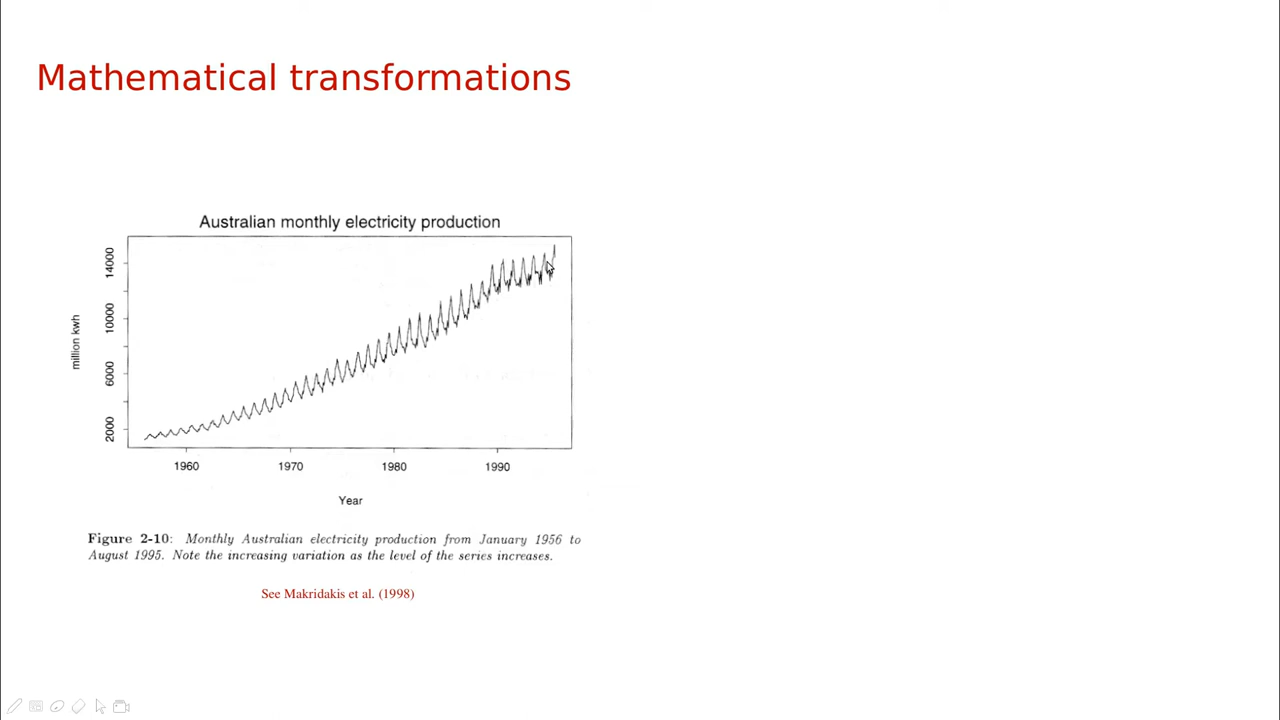 Mathematical transformations
Australian monthly electricity production
14000
10000
6000
2000
million kwh
1960 1970 1980 1990
Year
Figure 2-10: Monthly Australian electricity production from January 1956 to
August 1995. Note the increasing variation as the level of the series increases.
See Makridakis et al. (1998)